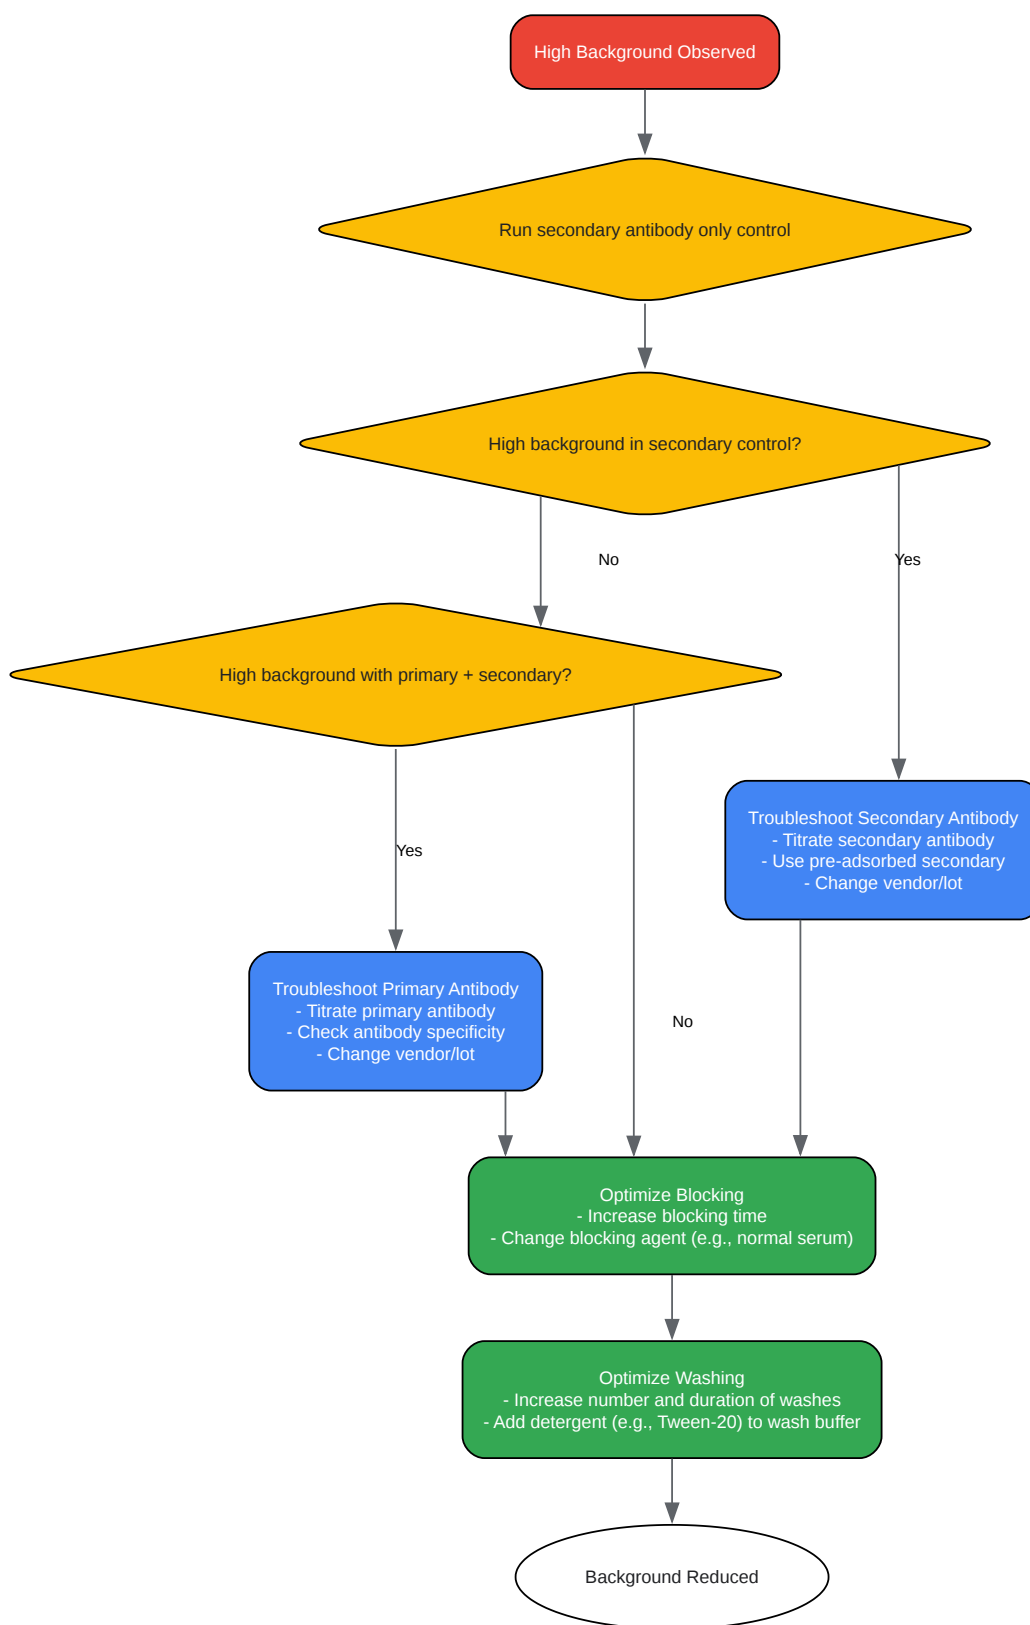 High Background Observed
Run secondary antibody only control
High background in secondary control?
No
Yes
High background with primary + secondary?
Troubleshoot Secondary Antibody
- Titrate secondary antibody
- Use pre-adsorbed secondary
- Change vendor/lot
Yes
Troubleshoot Primary Antibody
- Titrate primary antibody
- Check antibody specificity
- Change vendor/lot
No
Optimize Blocking
- Increase blocking time
- Change blocking agent (e.g., normal serum)
Optimize Washing
- Increase number and duration of washes
- Add detergent (e.g., Tween-20) to wash buffer
Background Reduced